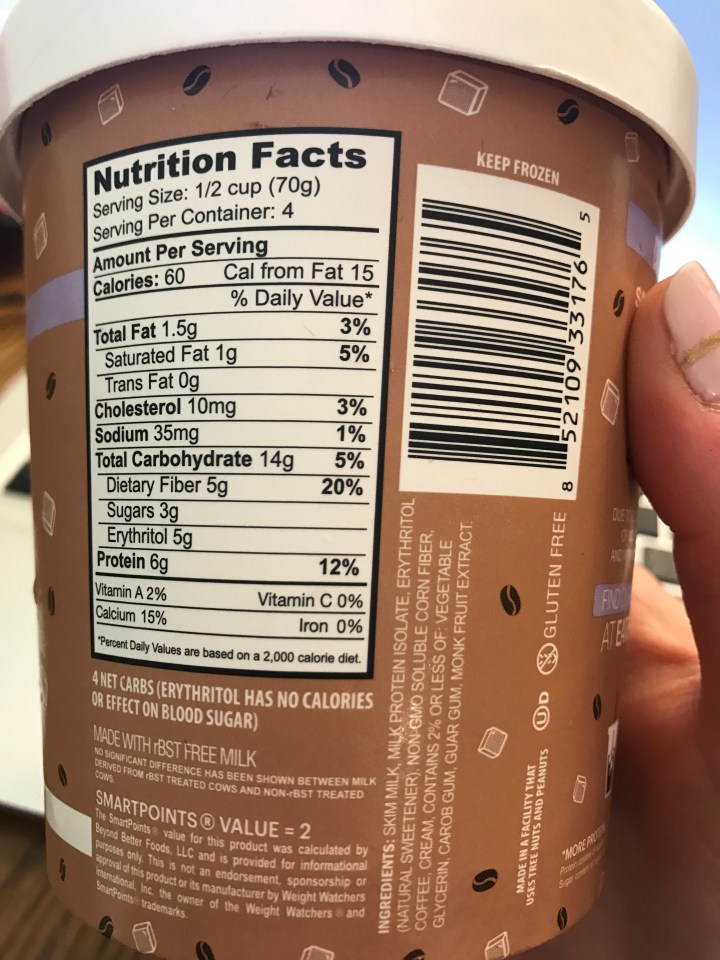 Nutrition Facts
Serving Size: 1/2 cup (70g)
Serving Per Container: 4
Amount Per Serving
Calories: 60 Cal from Fat 15
% Daily Value*
Total Fat 1.5g 3%
Saturated Fat 1g 5%
Trans Fat 0g
Cholesterol 10mg 3%
Sodium 35mg 1%
Total Carbohydrate 14g 5%
Dietary Fiber 5g 20%
Sugars 3g
Erythritol 5g
Protein 6g 12%
Vitamin A 2% Vitamin C 0%
Calcium 15% Iron 0%
*Percent Daily Values are based on a 2,000 calorie diet.
4 NET CARBS (ERYTHRITOL HAS NO CALORIES
OR EFFECT ON BLOOD SUGAR)
MADE WITH rBST FREE MILK
NO SIGNIFICANT DIFFERENCE HAS BEEN SHOWN BETWEEN MILK
DERIVED FROM rBST TREATED COWS AND NON-rBST TREATED
COWS
SMARTPOINTS® VALUE = 2
The SmartPoints® value for this product was calculated by
Beyond Better Foods, LLC and is provided for informational
purposes only. This is not an endorsement, sponsorship or
approval of this product or its manufacturer by Weight Watchers
International, Inc. the owner of the Weight Watchers® and
SmartPoints® trademarks.
KEEP FROZEN
8 52109 33176 5
INGREDIENTS: SKIM MILK, MILK PROTEIN ISOLATE, ERYTHRITOL
(NATURAL SWEETENER), NON-GMO SOLUBLE CORN FIBER,
COFFEE, CREAM, CONTAINS 2% OR LESS OF: VEGETABLE
GLYCERIN, CAROB GUM, GUAR GUM, MONK FRUIT EXTRACT.
UD GLUTEN FREE
MADE IN A FACILITY THAT
USES TREE NUTS AND PEANUTS
AT
*MORE